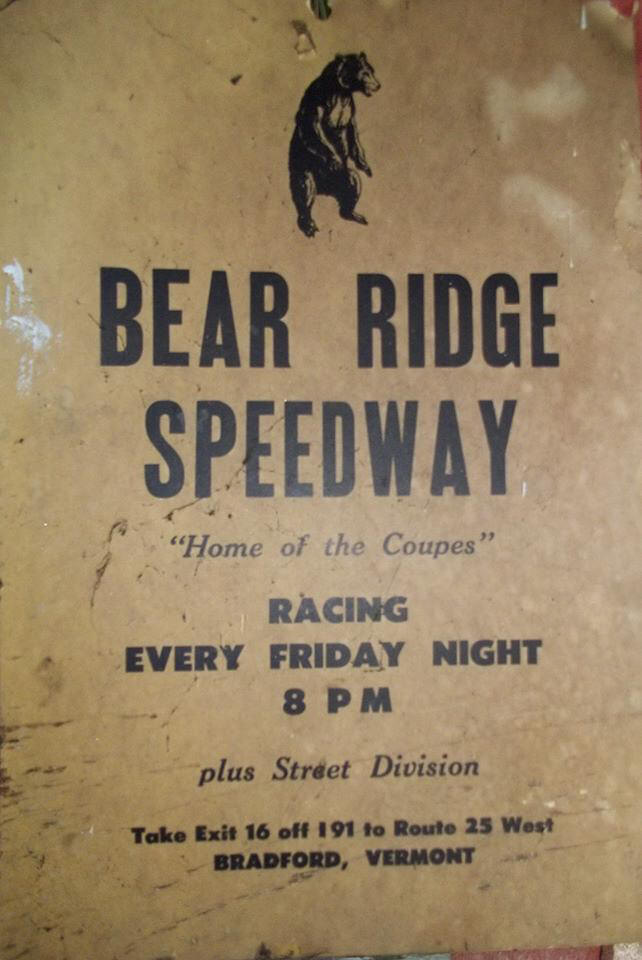 BEAR RIDGE
SPEEDWAY
“Home of the Coupes”
RACING
EVERY FRIDAY NIGHT
8 PM
plus Street Division
Take Exit 16 off I91 to Route 25 West
BRADFORD, VERMONT